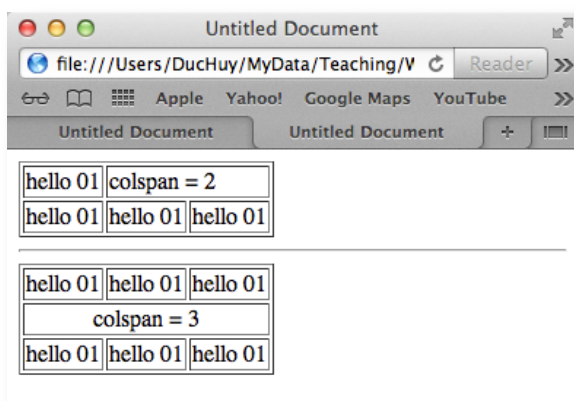 Untitled Document
file:///Users/DucHuy/MyData/Teaching/W Reader
Apple Yahoo! Google Maps YouTube
Untitled Document Untitled Document
hello 01 colspan = 2
hello 01 hello 01 hello 01
hello 01 hello 01 hello 01
colspan = 3
hello 01 hello 01 hello 01